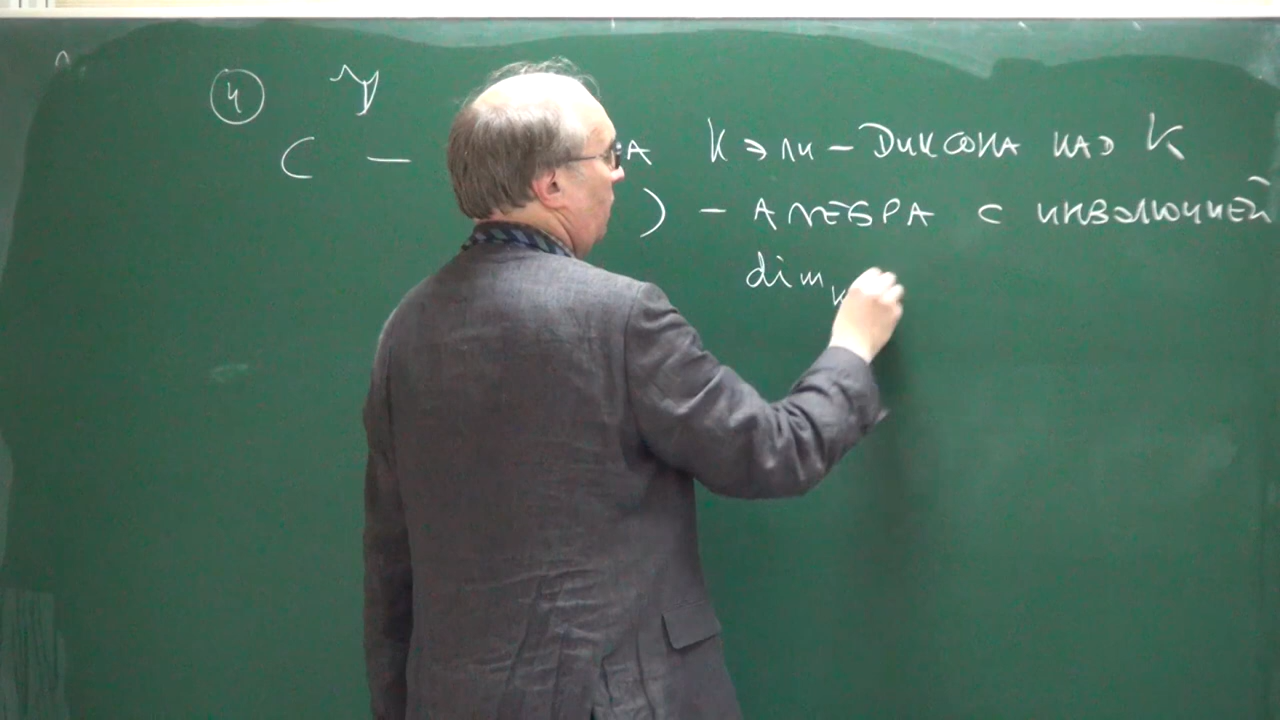 ④
C — А КЭЛИ – ДИКСОНА НАД K
) – АЛГЕБРА С ИНВОЛЮЦИЕЙ
dim